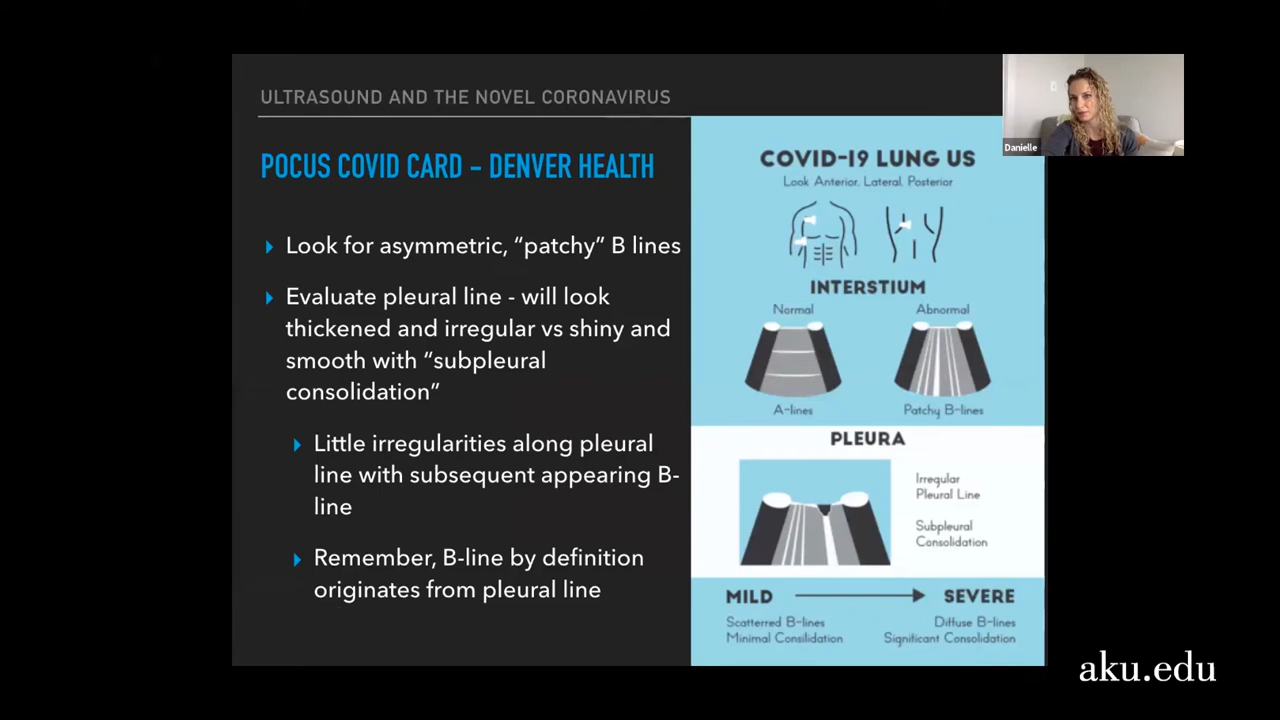 ULTRASOUND AND THE NOVEL CORONAVIRUS
POCUS COVID CARD - DENVER HEALTH
Look for asymmetric, “patchy” B lines
Evaluate pleural line - will look
thickened and irregular vs shiny and
smooth with “subpleural
consolidation”
Little irregularities along pleural
line with subsequent appearing B-
line
Remember, B-line by definition
originates from pleural line
COVID-19 LUNG US
Look Anterior, Lateral, Posterior
INTERSTIUM
Normal
Abnormal
A-lines
Patchy B-lines
PLEURA
Irregular
Pleural Line
Subpleural
Consolidation
MILD
SEVERE
Scatterred B-lines
Minimal Consilidation
Diffuse B-lines
Significant Consolidation
Danielle
aku.edu